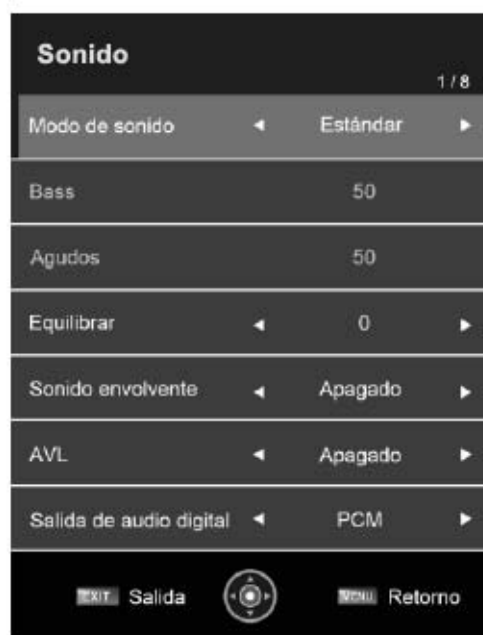 Sonido
1 / 8
Modo de sonido ◄ Estándar ►
Bass 50
Agudos 50
Equilibrar ◄ 0 ►
Sonido envolvente ◄ Apagado ►
AVL ◄ Apagado ►
Salida de audio digital ◄ PCM ►
EXIT Salida MENU Retorno